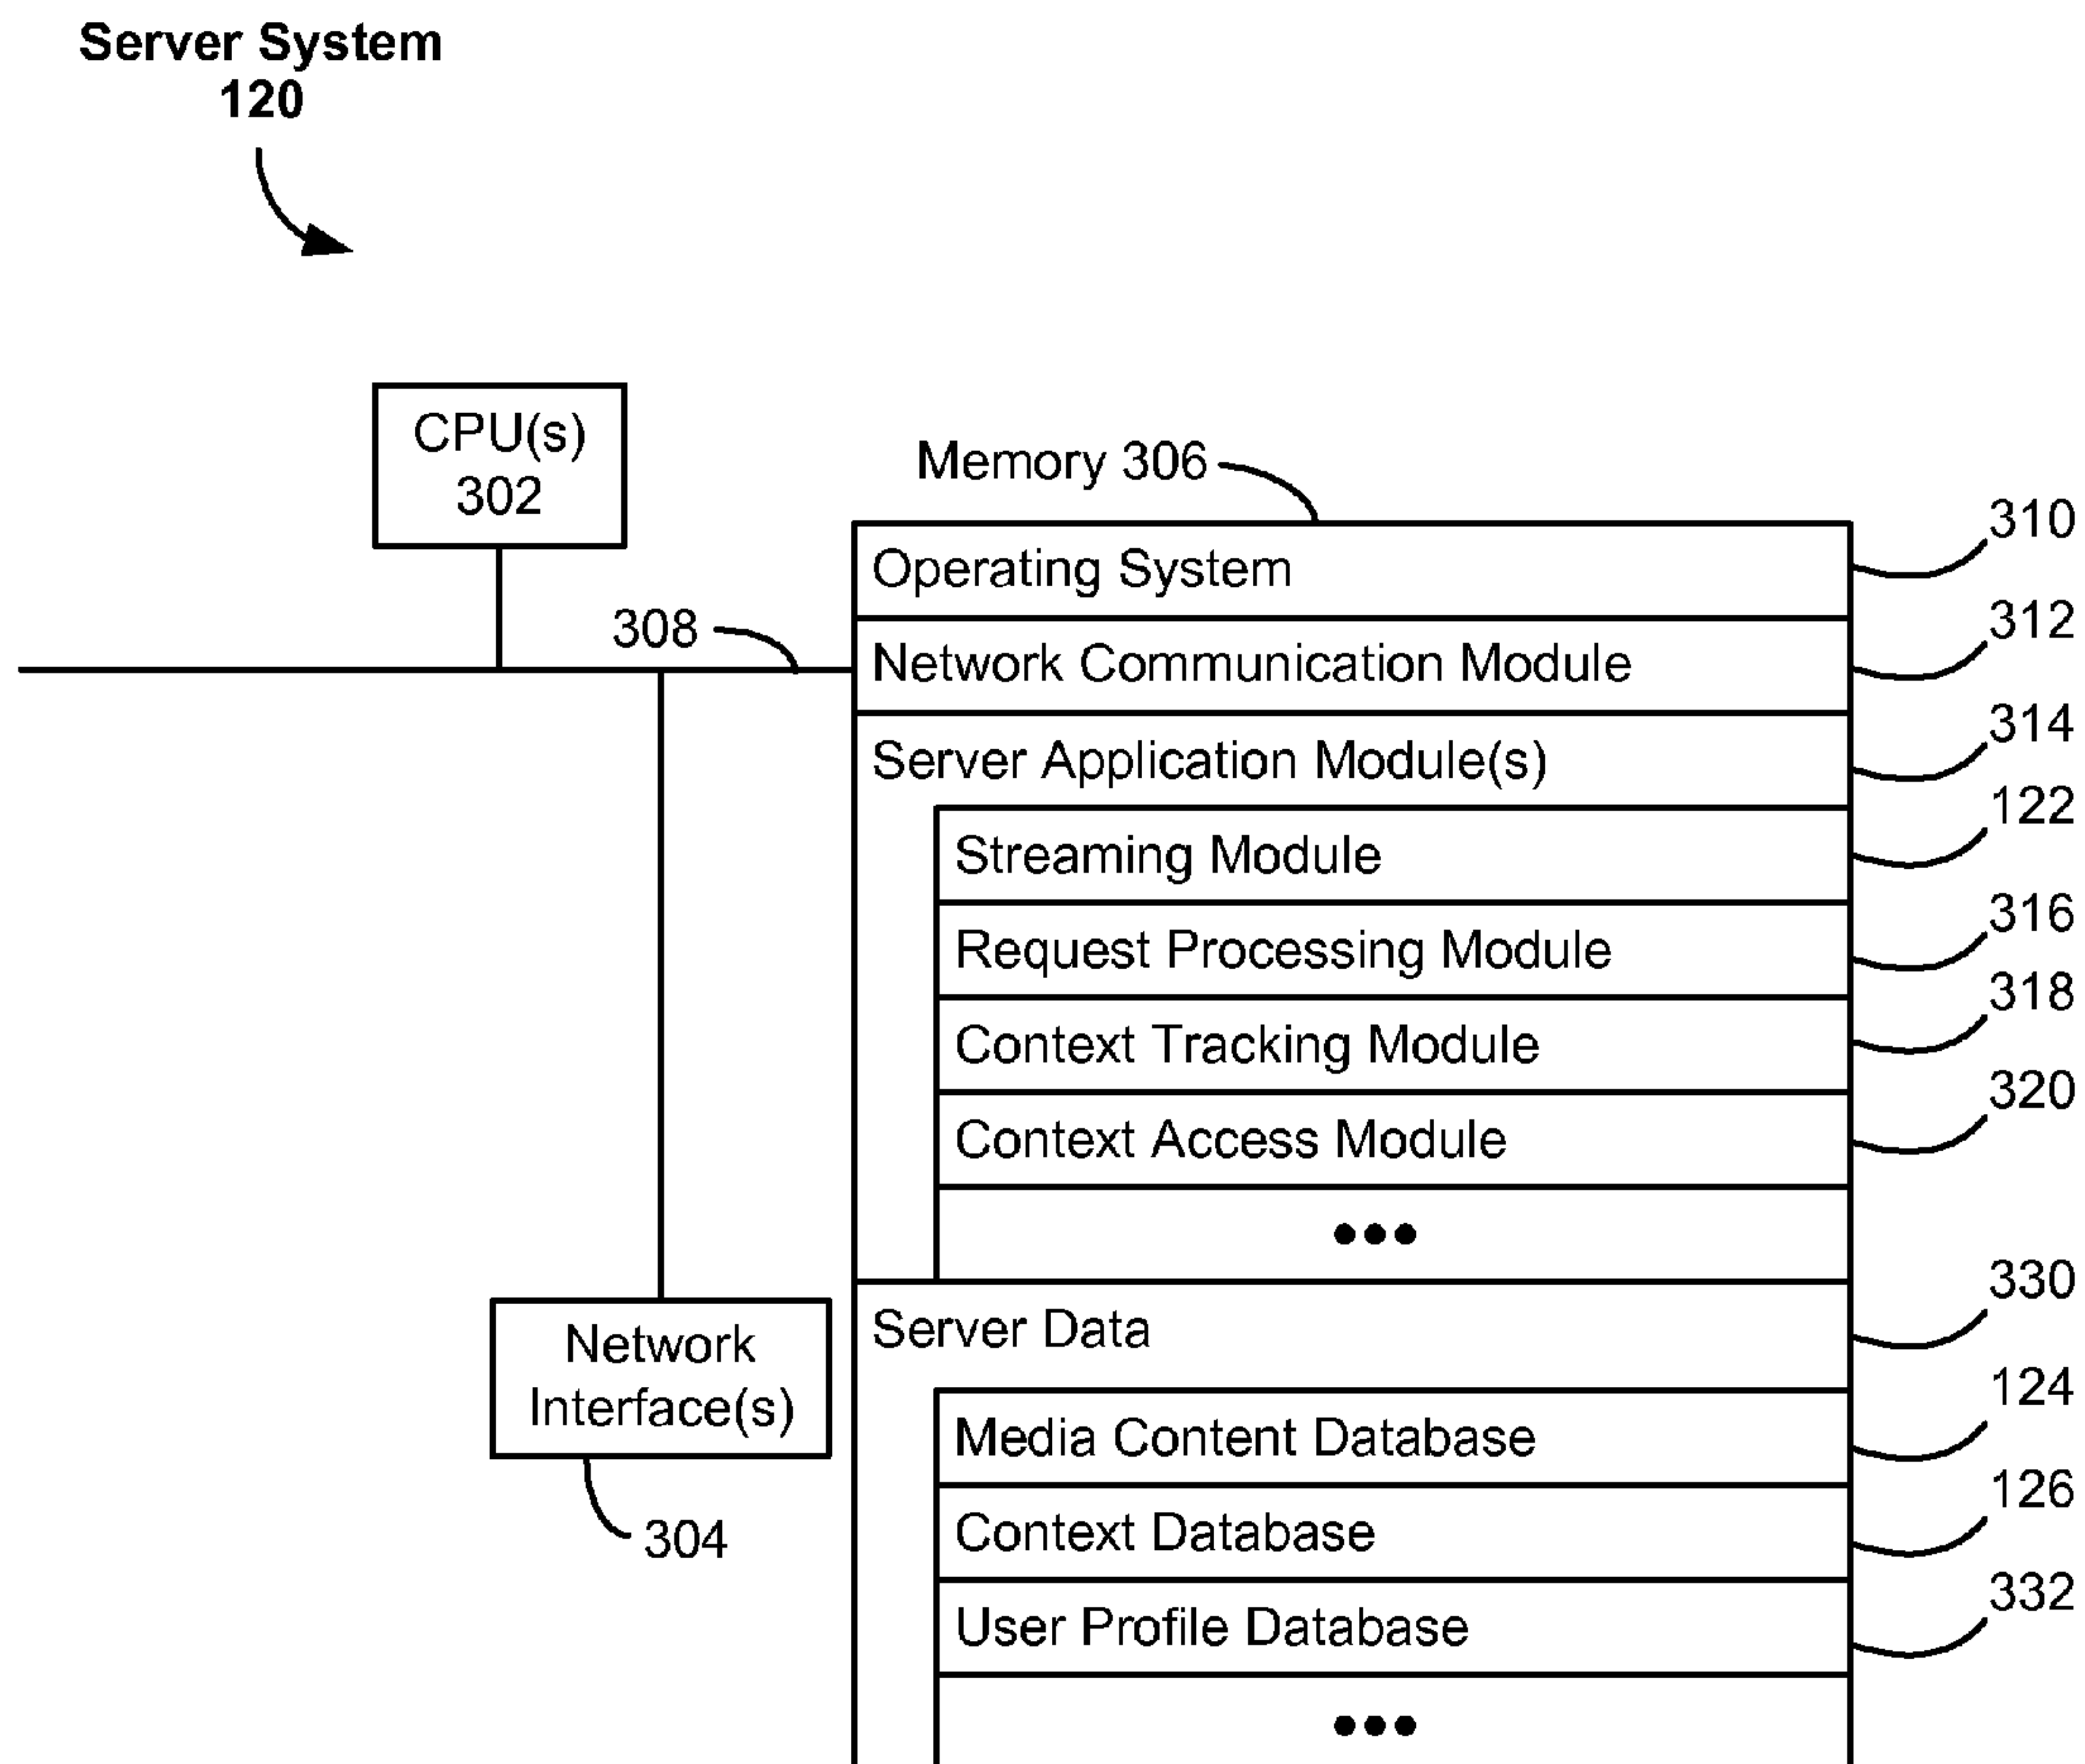 Server System
120
CPU(s)
302
Memory 306
308
Operating System
310
Network Communication Module
312
Server Application Module(s)
314
Streaming Module
122
Request Processing Module
316
Context Tracking Module
318
Context Access Module
320
•••
Server Data
330
Network
Interface(s)
304
Media Content Database
124
Context Database
126
User Profile Database
332
•••